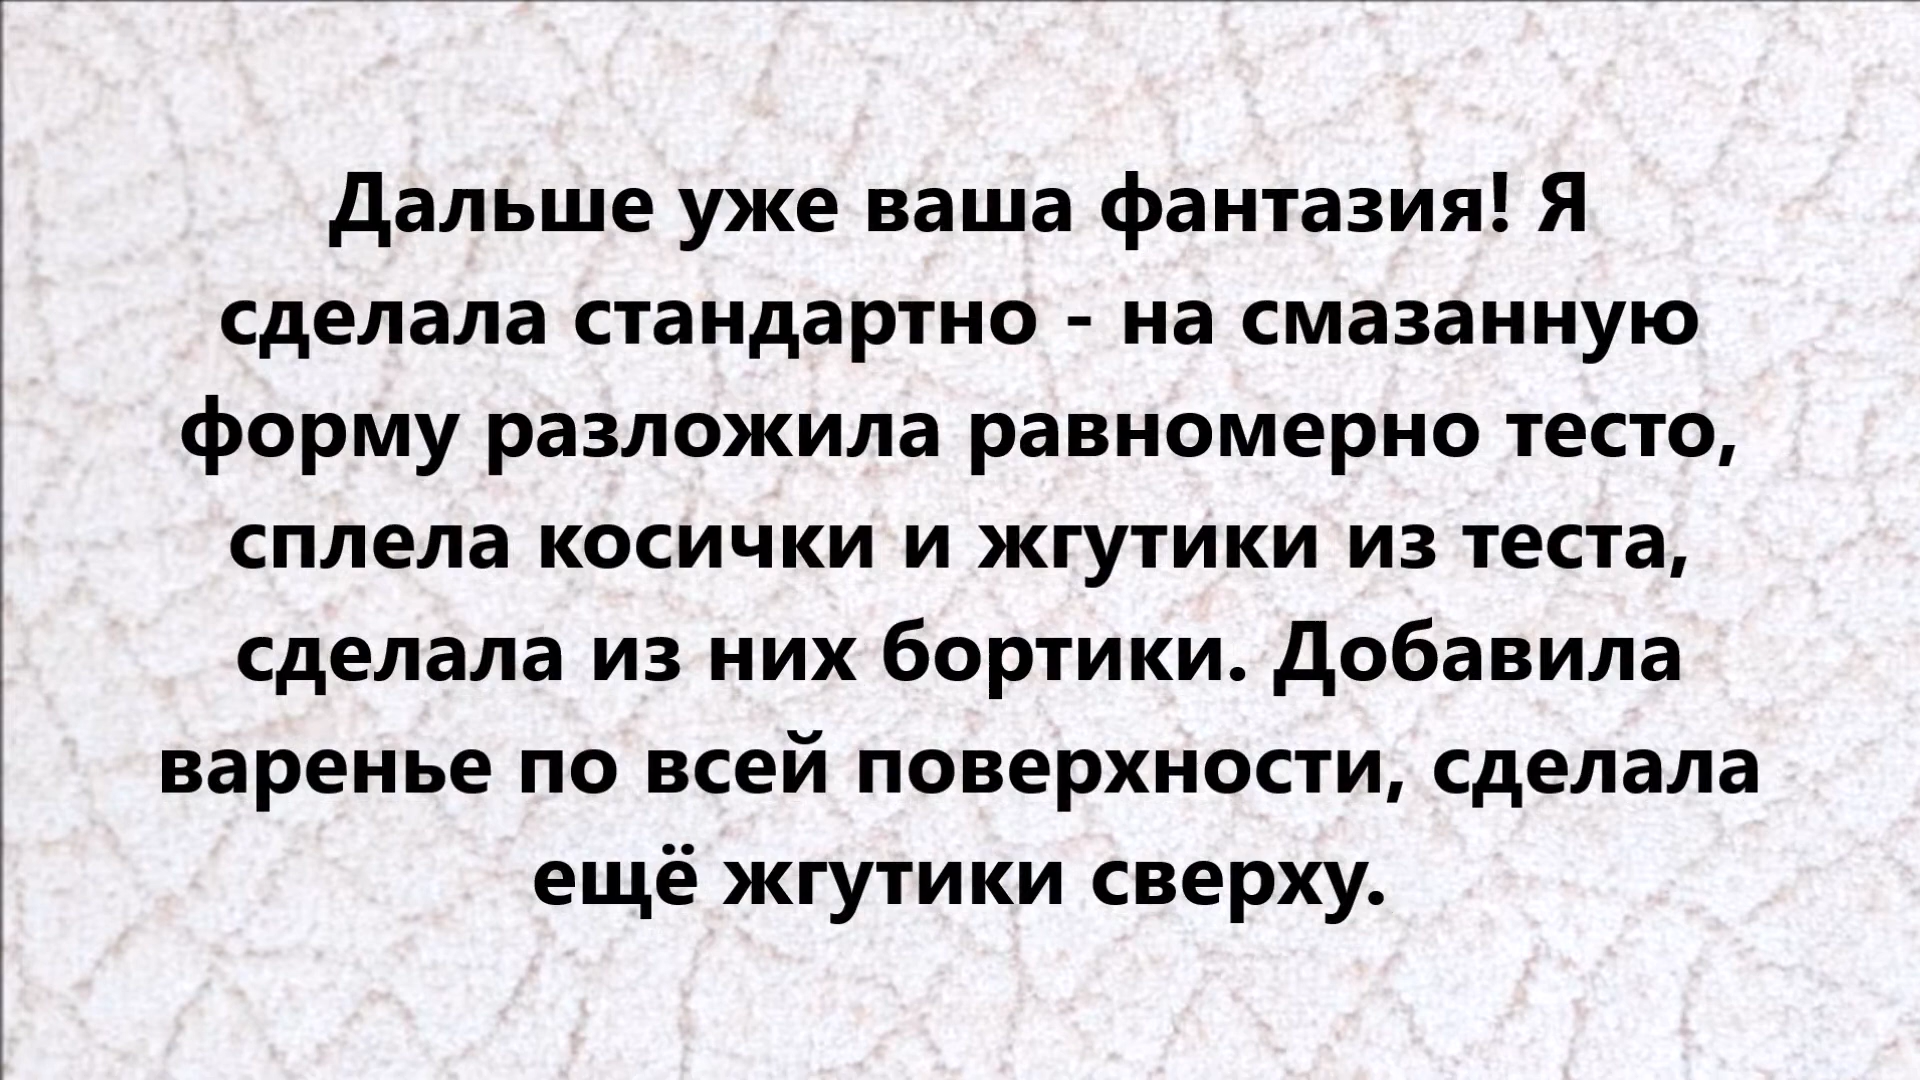 Дальше уже ваша фантазия! Я
сделала стандартно - на смазанную
форму разложила равномерно тесто,
сплела косички и жгутики из теста,
сделала из них бортики. Добавила
варенье по всей поверхности, сделала
ещё жгутики сверху.